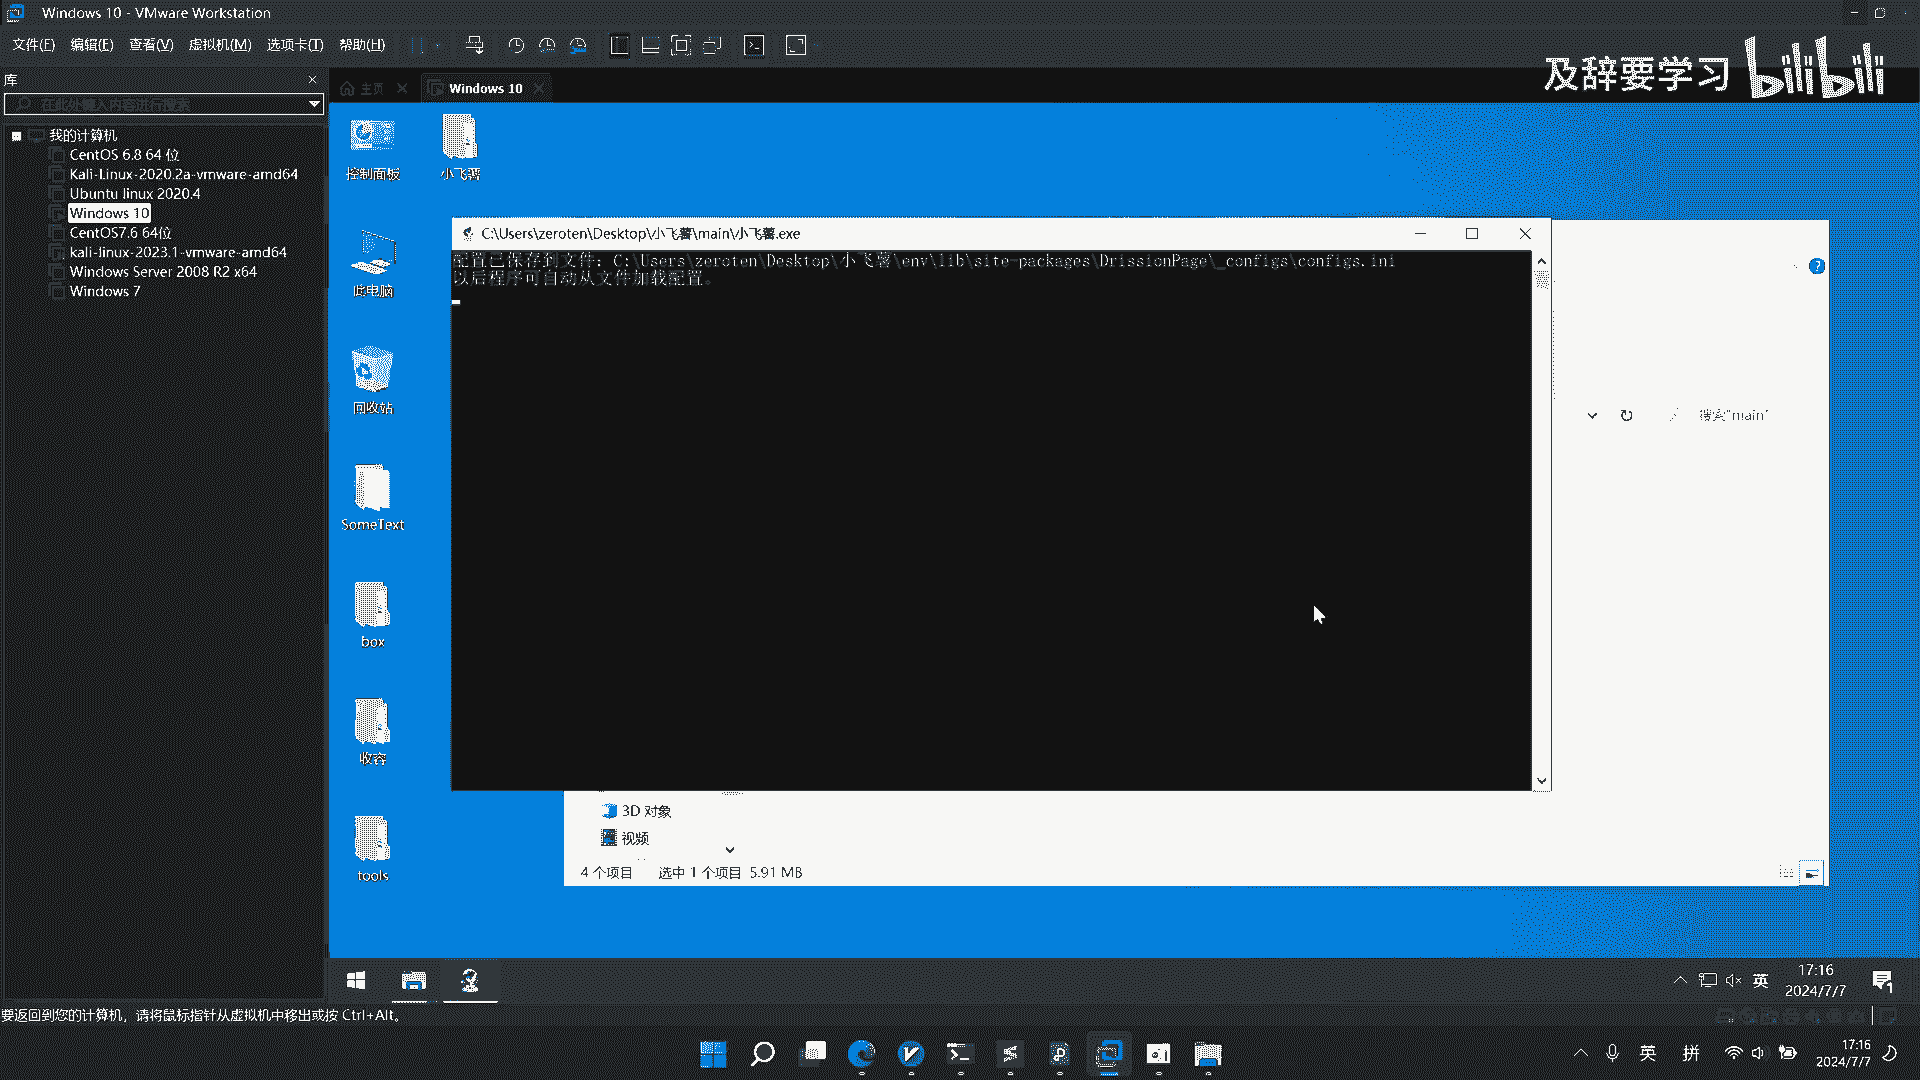 Windows 10 - VMware Workstation
文件(F) 编辑(E) 查看(V) 虚拟机(M) 选项卡(T) 帮助(H)
及辞要学习 bilibili
库
主页
Windows 10
在此处键入内容进行搜索
我的计算机
CentOS 6.8 64 位
Kali-Linux-2020.2a-vmware-amd64
Ubuntu linux 2020.4
Windows 10
CentOS7.6 64位
kali-linux-2023.1-vmware-amd64
Windows Server 2008 R2 x64
Windows 7
控制面板
小飞薯
此电脑
回收站
SomeText
box
收容
tools
C:\Users\zeroten\Desktop\小飞薯\main\小飞薯.exe
配置已保存到文件: C:\Users\zeroten\Desktop\小飞薯\env\lib\site-packages\DrissionPage\_configs\configs.ini
以后程序可自动从文件加载配置。
搜索"main"
3D 对象
视频
4 个项目 选中 1 个项目 5.91 MB
英
17:16
2024/7/7
要返回到您的计算机，请将鼠标指针从虚拟机中移出或按 Ctrl+Alt。
英 拼
17:16
2024/7/7